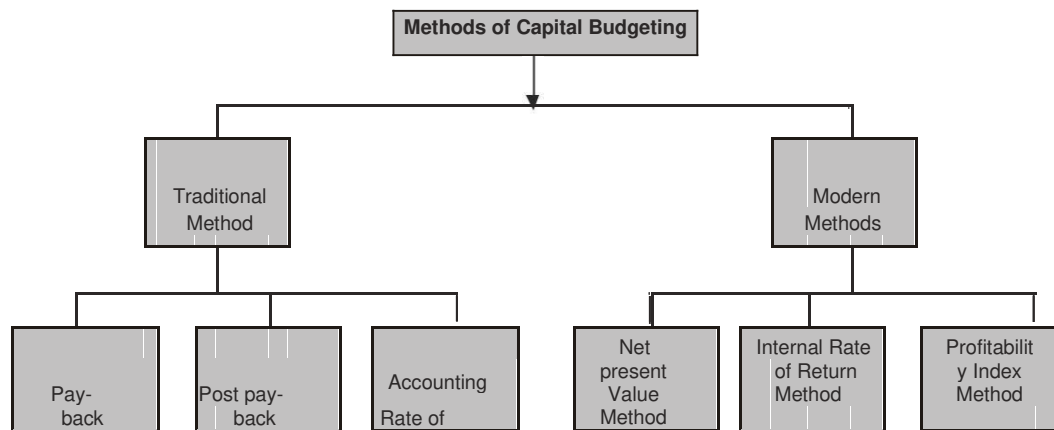 Methods of Capital Budgeting
Traditional
Method
Modern
Methods
Pay-
back
Post pay-
back
Accounting
Rate of
Net
present
Value
Method
Internal Rate
of Return
Method
Profitabilit
y Index
Method